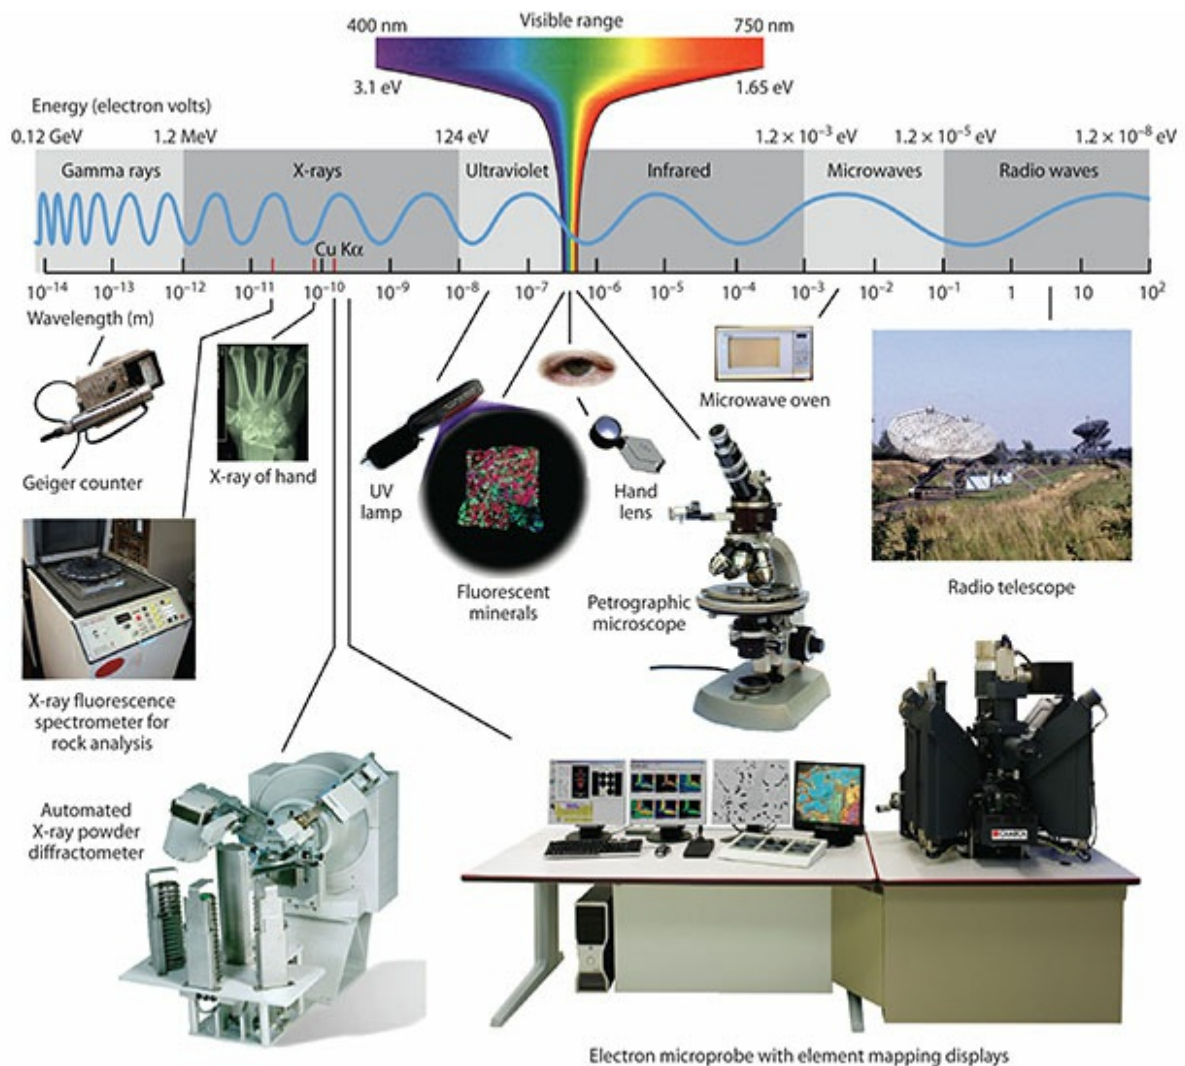 400 nm
Visible range
750 nm
3.1 eV
1.65 eV
Energy (electron volts)
0.12 GeV
1.2 MeV
124 eV
1.2 × 10⁻³ eV
1.2 × 10⁻⁵ eV
1.2 × 10⁻⁸ eV
Gamma rays
X-rays
Ultraviolet
Infrared
Microwaves
Radio waves
Cu Kα
10⁻¹⁴
10⁻¹³
10⁻¹²
10⁻¹¹
10⁻¹⁰
10⁻⁹
10⁻⁸
10⁻⁷
10⁻⁶
10⁻⁵
10⁻⁴
10⁻³
10⁻²
10⁻¹
1
10
10²
Wavelength (m)
Geiger counter
X-ray of hand
UV
lamp
Fluorescent
minerals
Hand
lens
Microwave oven
Petrographic
microscope
Radio telescope
X-ray fluorescence
spectrometer for
rock analysis
Automated
X-ray powder
diffractometer
CAMECA
Electron microprobe with element mapping displays